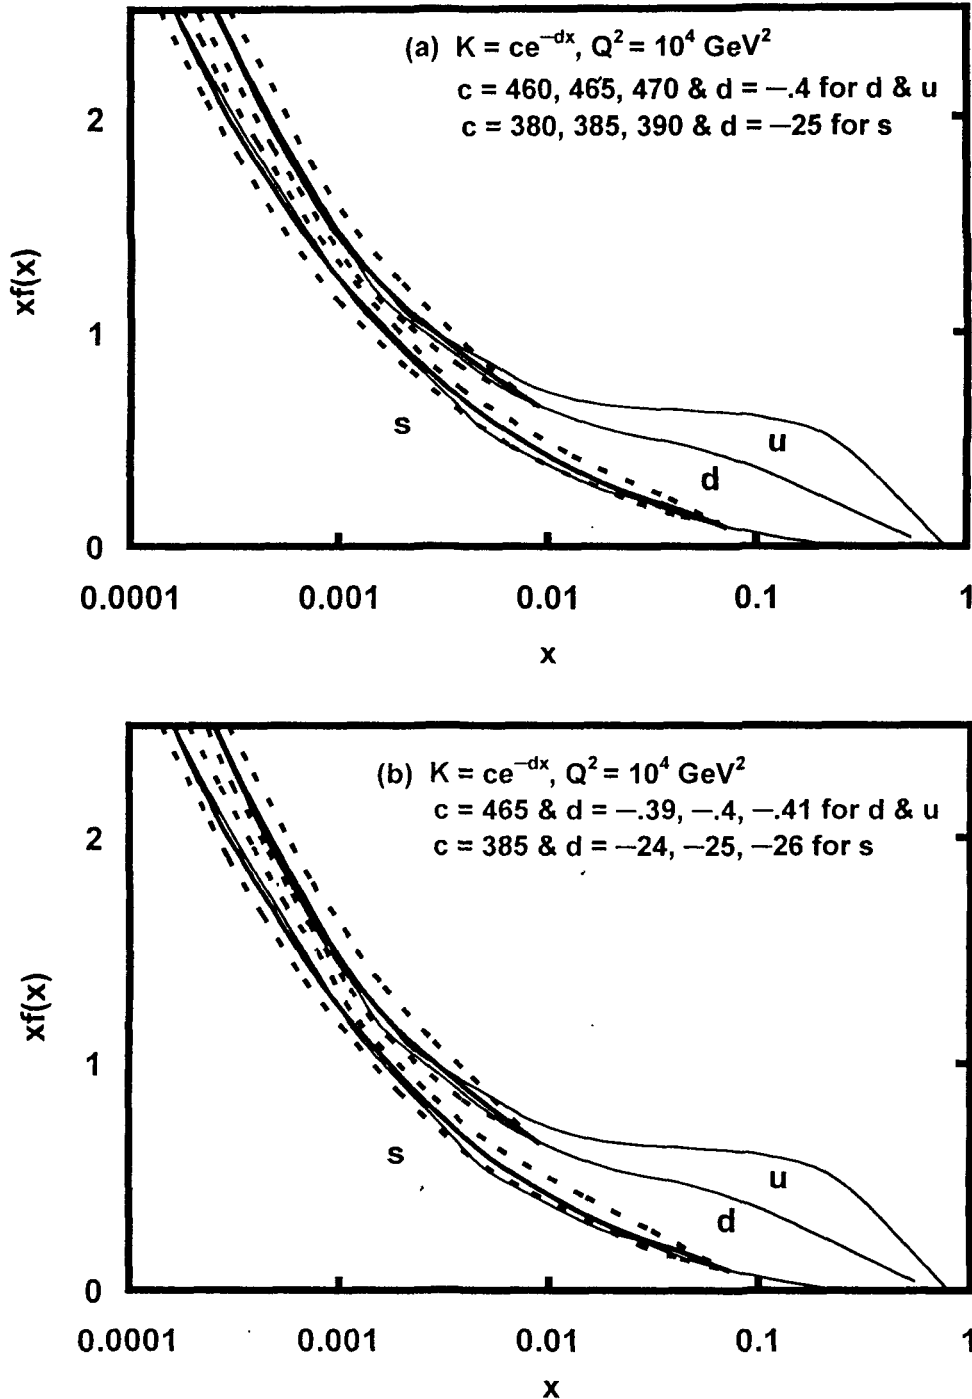 (a) K = ce^{–dx}, Q² = 10⁴ GeV²
c = 460, 465, 470 & d = –.4 for d & u
c = 380, 385, 390 & d = –25 for s
2
xf(x)
1
u
s
d
0
0.0001 0.001 0.01 0.1 1
x
(b) K = ce^{–dx}, Q² = 10⁴ GeV²
c = 465 & d = –.39, –.4, –.41 for d & u
c = 385 & d = –24, –25, –26 for s
2
xf(x)
1
s
u
d
0
0.0001 0.001 0.01 0.1 1
x